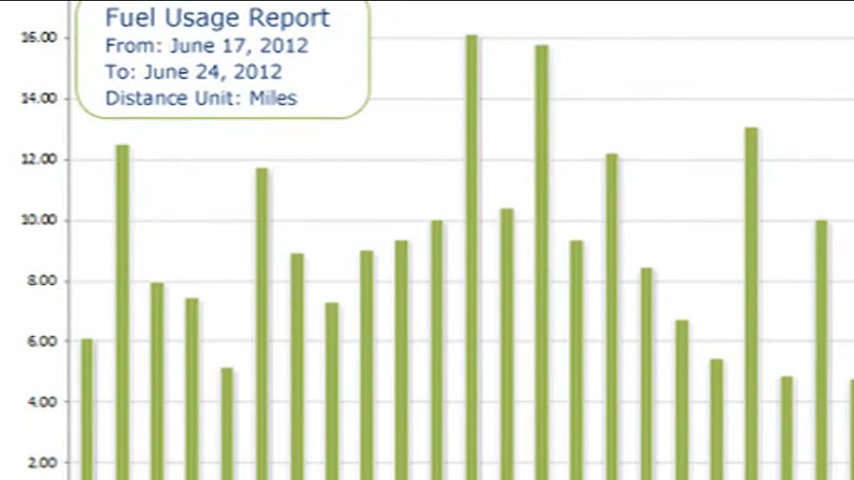 Fuel Usage Report
From: June 17, 2012
To: June 24, 2012
Distance Unit: Miles
16.00
14.00
12.00
10.00
8.00
6.00
4.00
2.00